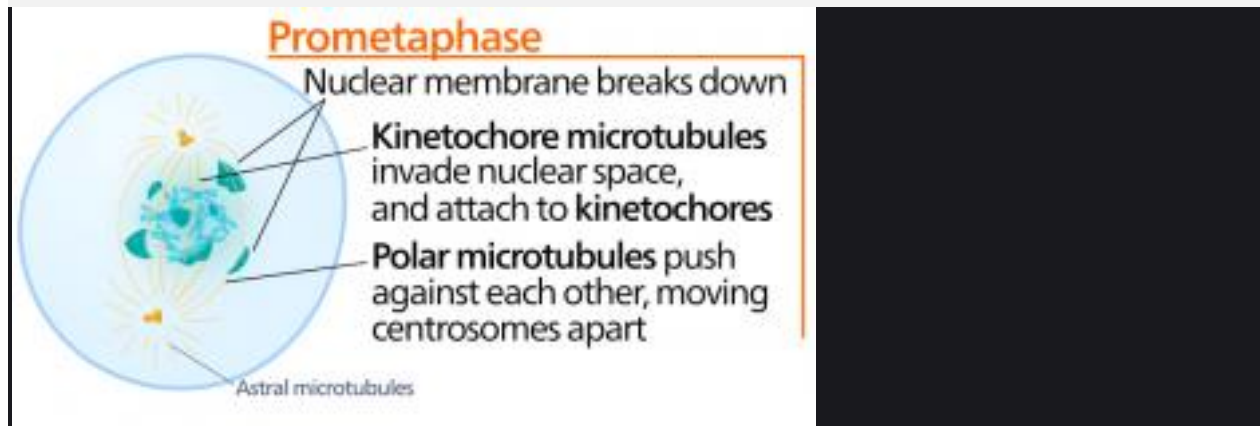 Prometaphase
Nuclear membrane breaks down
Kinetochore microtubules
invade nuclear space,
and attach to kinetochores
Polar microtubules push
against each other, moving
centrosomes apart
Astral microtubules